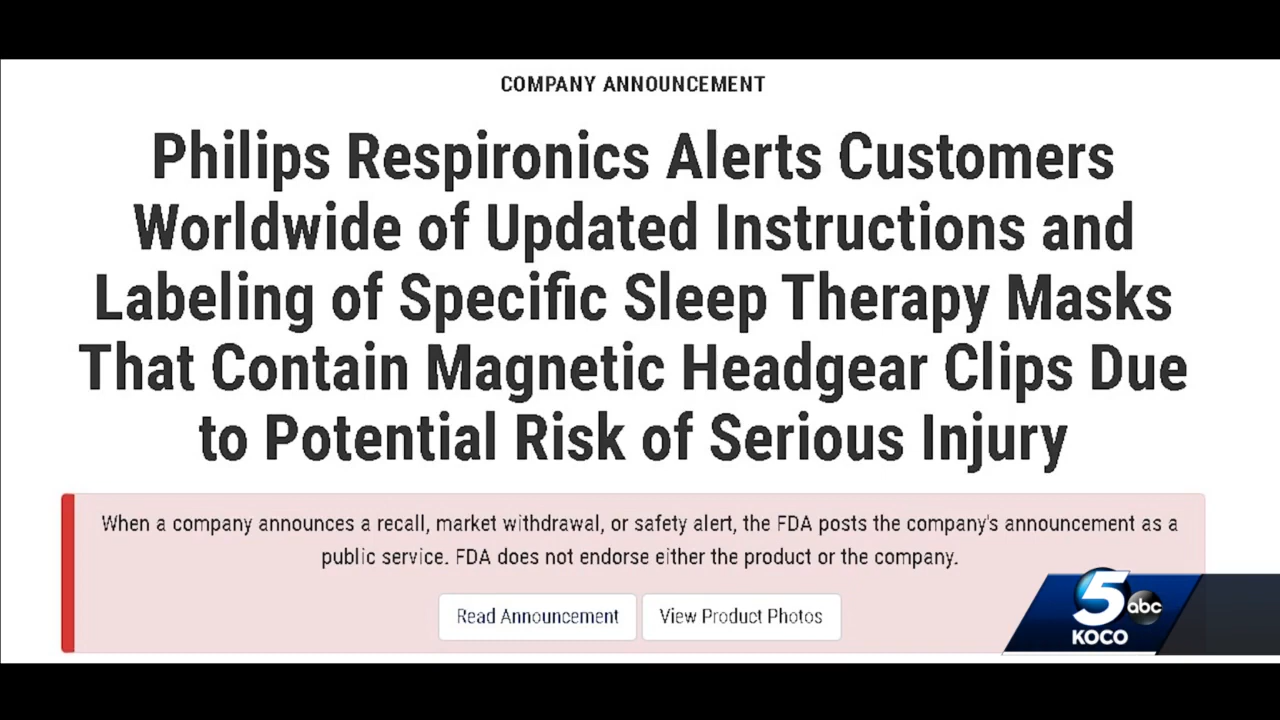 COMPANY ANNOUNCEMENT
Philips Respironics Alerts Customers
Worldwide of Updated Instructions and
Labeling of Specific Sleep Therapy Masks
That Contain Magnetic Headgear Clips Due
to Potential Risk of Serious Injury
When a company announces a recall, market withdrawal, or safety alert, the FDA posts the company's announcement as a
public service. FDA does not endorse either the product or the company.
Read Announcement View Product Photos
5 abc
KOCO